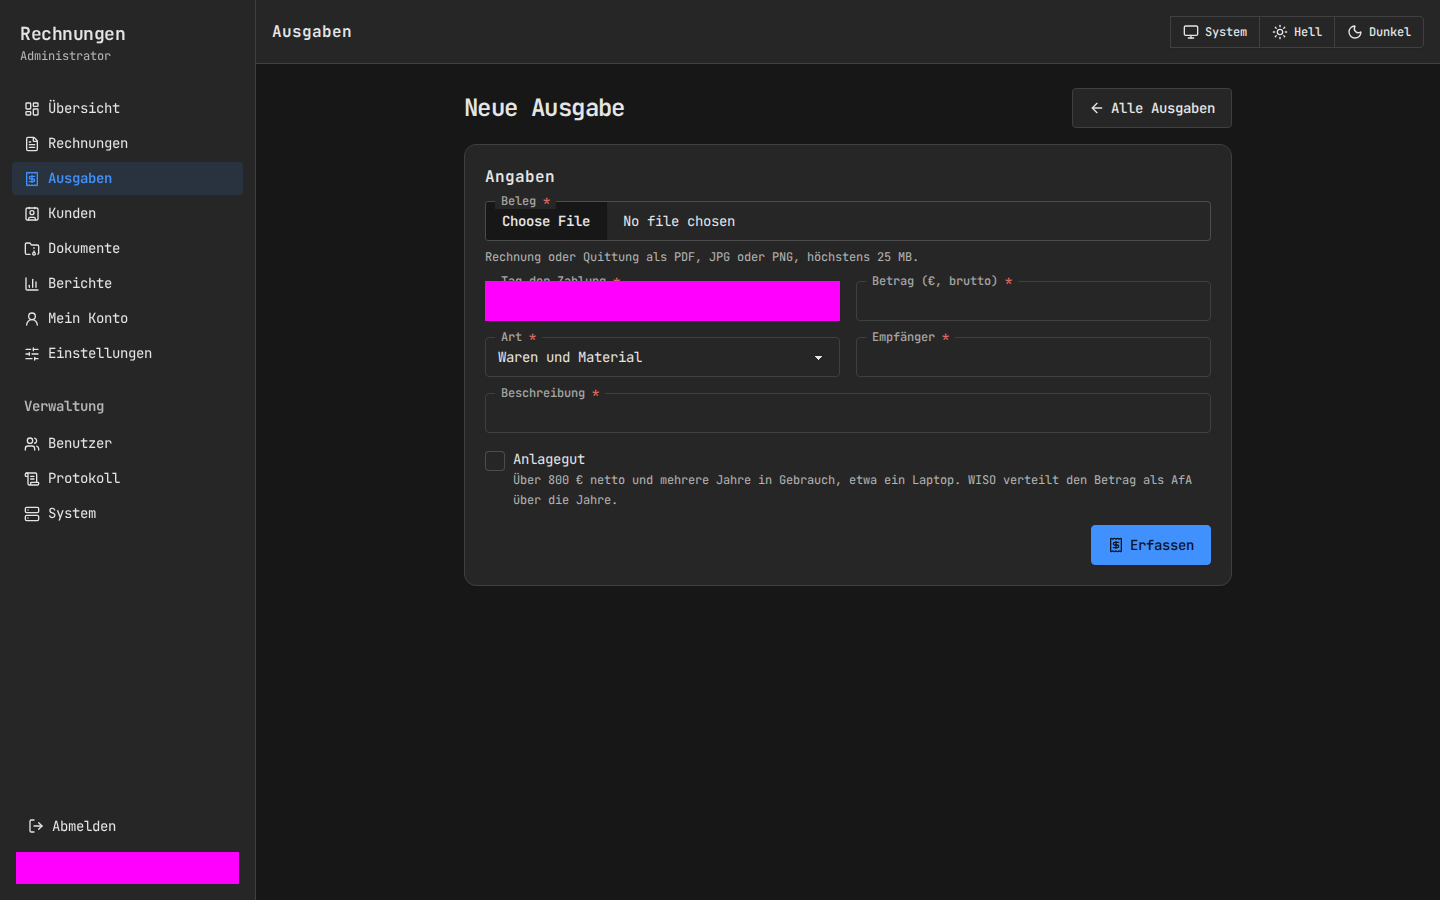 Rechnungen
Administrator
Übersicht
Rechnungen
Ausgaben
Kunden
Dokumente
Berichte
Mein Konto
Einstellungen
Verwaltung
Benutzer
Protokoll
System
Abmelden
Ausgaben
System
Hell
Dunkel
Neue Ausgabe
Alle Ausgaben
Angaben
Beleg *
Choose File No file chosen
Rechnung oder Quittung als PDF, JPG oder PNG, höchstens 25 MB.
Tag der Zahlung *
Betrag (€, brutto) *
Art *
Waren und Material
Empfänger *
Beschreibung *
Anlagegut
Über 800 € netto und mehrere Jahre in Gebrauch, etwa ein Laptop. WISO verteilt den Betrag als AfA
über die Jahre.
Erfassen